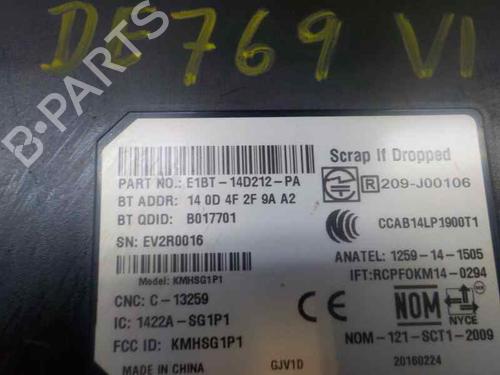 DE769 VI
B-PARTS
Scrap If Dropped
PART NO.: E1BT-14D212-PA
R 209-J00106
BT ADDR: 14 0D 4F 2F 9A A2
BT QDID: B017701
CCAB14LP1900T1
SN: EV2R0016
ANATEL: 1259-14-1505
IFT:RCPFOKM14-0294
Model: KMHSG1P1
CNC: C-13259
IC: 1422A-SG1P1
NOM
NYCE
FCC ID: KMHSG1P1
NOM-121-SCT1-2009
MADE IN CHINA
GJV1D
20160224